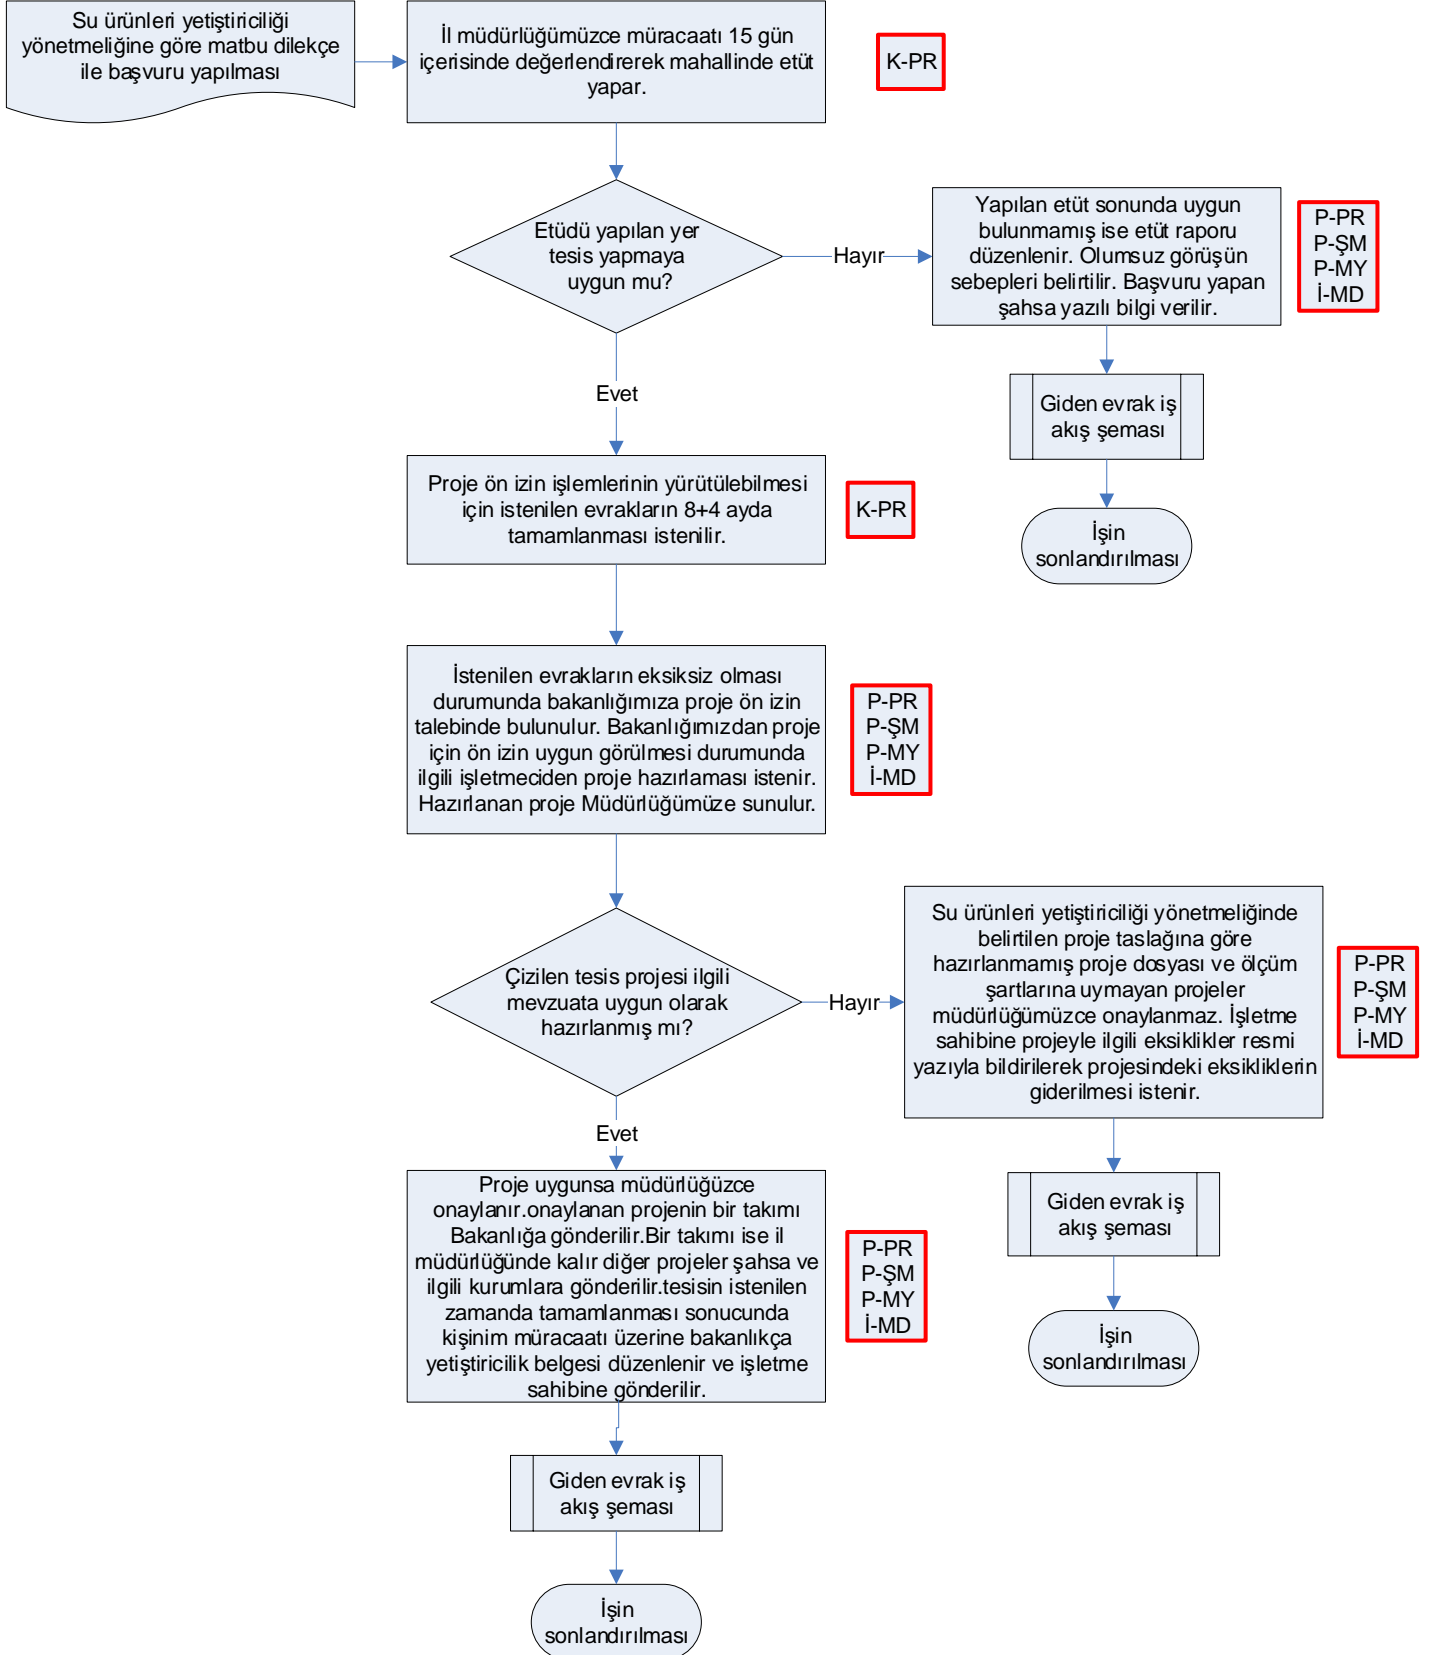 Su ürünleri yetiştiriciliği
yönetmeliğine göre matbu dilekçe
ile başvuru yapılması
İl müdürlüğümüzce müracaatı 15 gün
içerisinde değerlendirerek mahallinde etüt
yapar.
K-PR
Etüdü yapılan yer
tesis yapmaya
uygun mu?
Hayır
Yapılan etüt sonunda uygun
bulunmamış ise etüt raporu
düzenlenir. Olumsuz görüşün
sebepleri belirtilir. Başvuru yapan
şahsa yazılı bilgi verilir.
P-PR
P-ŞM
P-MY
İ-MD
Giden evrak iş
akış şeması
İşin
sonlandırılması
Evet
Proje ön izin işlemlerinin yürütülebilmesi
için istenilen evrakların 8+4 ayda
tamamlanması istenilir.
K-PR
İstenilen evrakların eksiksiz olması
durumunda bakanlığımıza proje ön izin
talebinde bulunulur. Bakanlığımızdan proje
için ön izin uygun görülmesi durumunda
ilgili işletmeciden proje hazırlaması istenir.
Hazırlanan proje Müdürlüğümüze sunulur.
P-PR
P-ŞM
P-MY
İ-MD
Çizilen tesis projesi ilgili
mevzuata uygun olarak
hazırlanmış mı?
Hayır
Su ürünleri yetiştiriciliği yönetmeliğinde
belirtilen proje taslağına göre
hazırlanmamış proje dosyası ve ölçüm
şartlarına uymayan projeler
müdürlüğümüzce onaylanmaz. İşletme
sahibine projeyle ilgili eksiklikler resmi
yazıyla bildirilerek projesindeki eksikliklerin
giderilmesi istenir.
P-PR
P-ŞM
P-MY
İ-MD
Giden evrak iş
akış şeması
İşin
sonlandırılması
Evet
Proje uygunsa müdürlüğüzce
onaylanır.onaylanan projenin bir takımı
Bakanlığa gönderilir.Bir takımı ise il
müdürlüğünde kalır diğer projeler şahsa ve
ilgili kurumlara gönderilir.tesisin istenilen
zamanda tamamlanması sonucunda
kişinim müracaatı üzerine bakanlıkça
yetiştiricilik belgesi düzenlenir ve işletme
sahibine gönderilir.
P-PR
P-ŞM
P-MY
İ-MD
Giden evrak iş
akış şeması
İşin
sonlandırılması